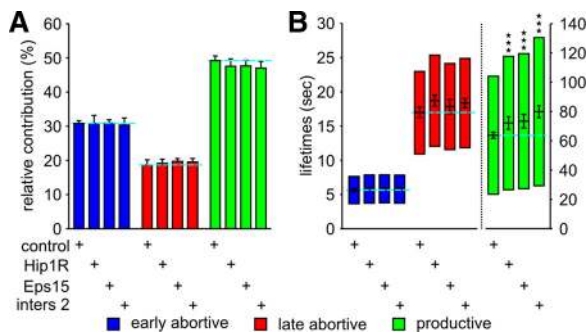 A
relative contribution (%)
60
50
40
30
20
10
0
control + +  +
Hip1R + + +
Eps15 + + +
inters 2 + + +
B
lifetimes (sec)
30
25
20
15
10
5
0
*** *** ***
140
120
100
80
60
40
20
0
+ + +
+ + +
+ + +
+ + +
early abortive late abortive productive